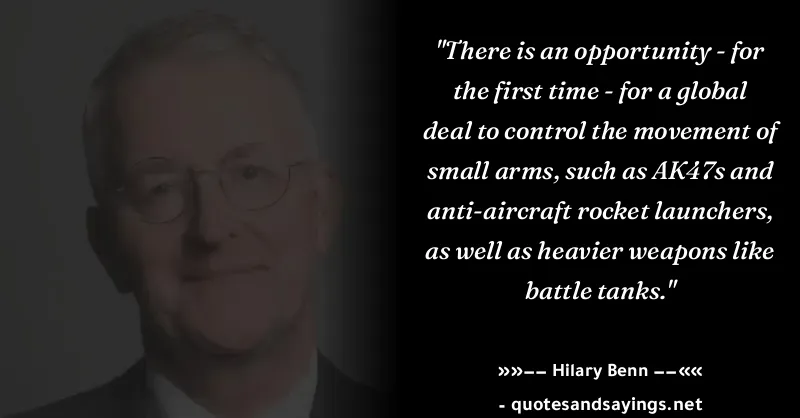 "There is an opportunity - for
the first time - for a global
deal to control the movement of
small arms, such as AK47s and
anti-aircraft rocket launchers,
as well as heavier weapons like
battle tanks."
»»-– Hilary Benn –-««
- quotesandsayings.net